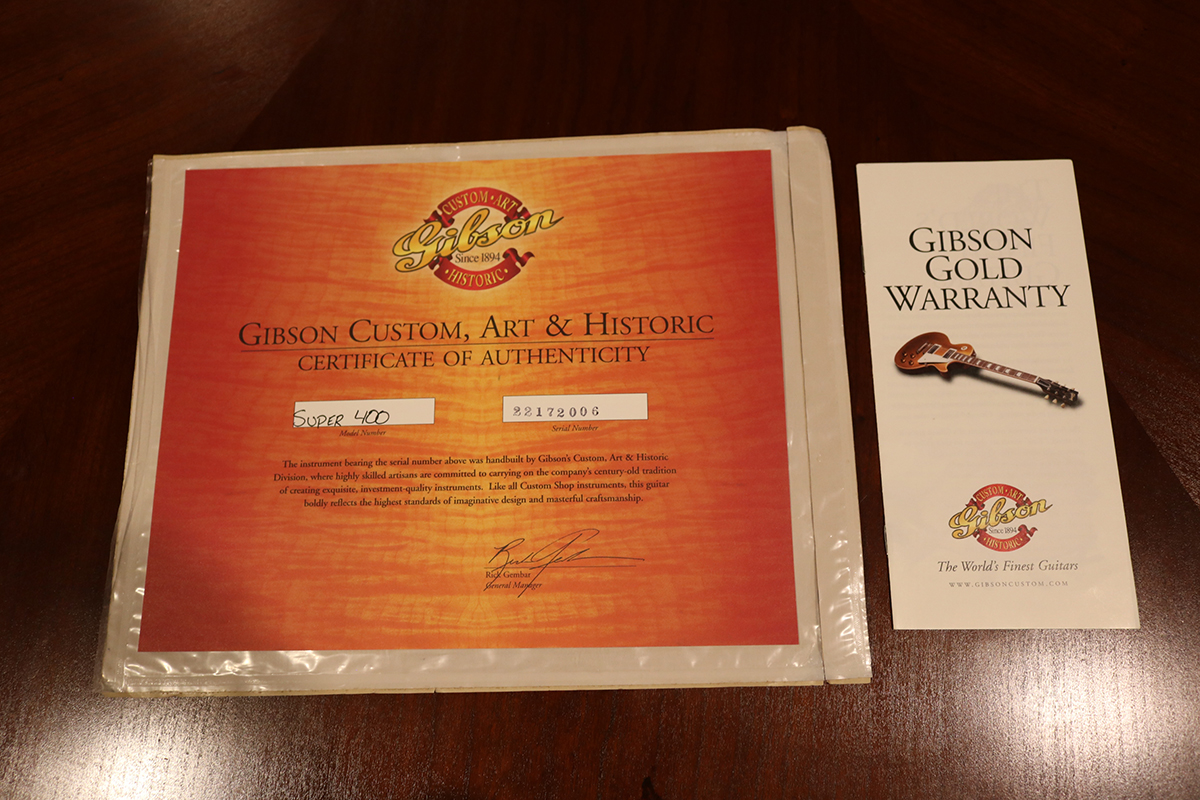 CUSTOM • ART
Gibson
Since 1894
HISTORIC
GIBSON CUSTOM, ART & HISTORIC
CERTIFICATE OF AUTHENTICITY
SUPER 400
Model Number
22172006
Serial Number
The instrument bearing the serial number above was handbuilt by Gibson's Custom, Art & Historic
Division, where highly skilled artisans are committed to carrying on the company's century-old tradition
of creating exquisite, investment-quality instruments. Like all Custom Shop instruments, this guitar
boldly reflects the highest standards of imaginative design and masterful craftsmanship.
Rick Gembar
General Manager
GIBSON
GOLD
WARRANTY
CUSTOM • ART
Gibson
Since 1894
HISTORIC
The World's Finest Guitars
WWW.GIBSONCUSTOM.COM